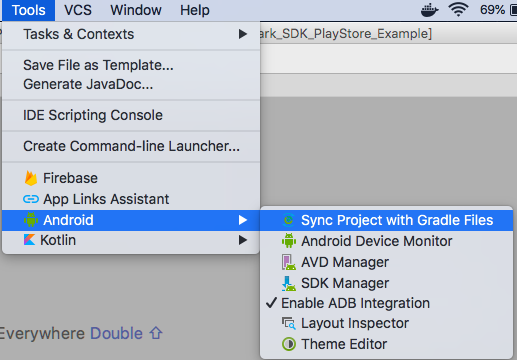 Tools VCS Window Help 69%
Tasks & Contexts
ark_SDK_PlayStore_Example]
Save File as Template...
Generate JavaDoc...
IDE Scripting Console
Create Command-line Launcher...
Firebase
App Links Assistant
Android
Kotlin
Sync Project with Gradle Files
Android Device Monitor
AVD Manager
SDK Manager
✓ Enable ADB Integration
Layout Inspector
Theme Editor
Everywhere Double ⇧